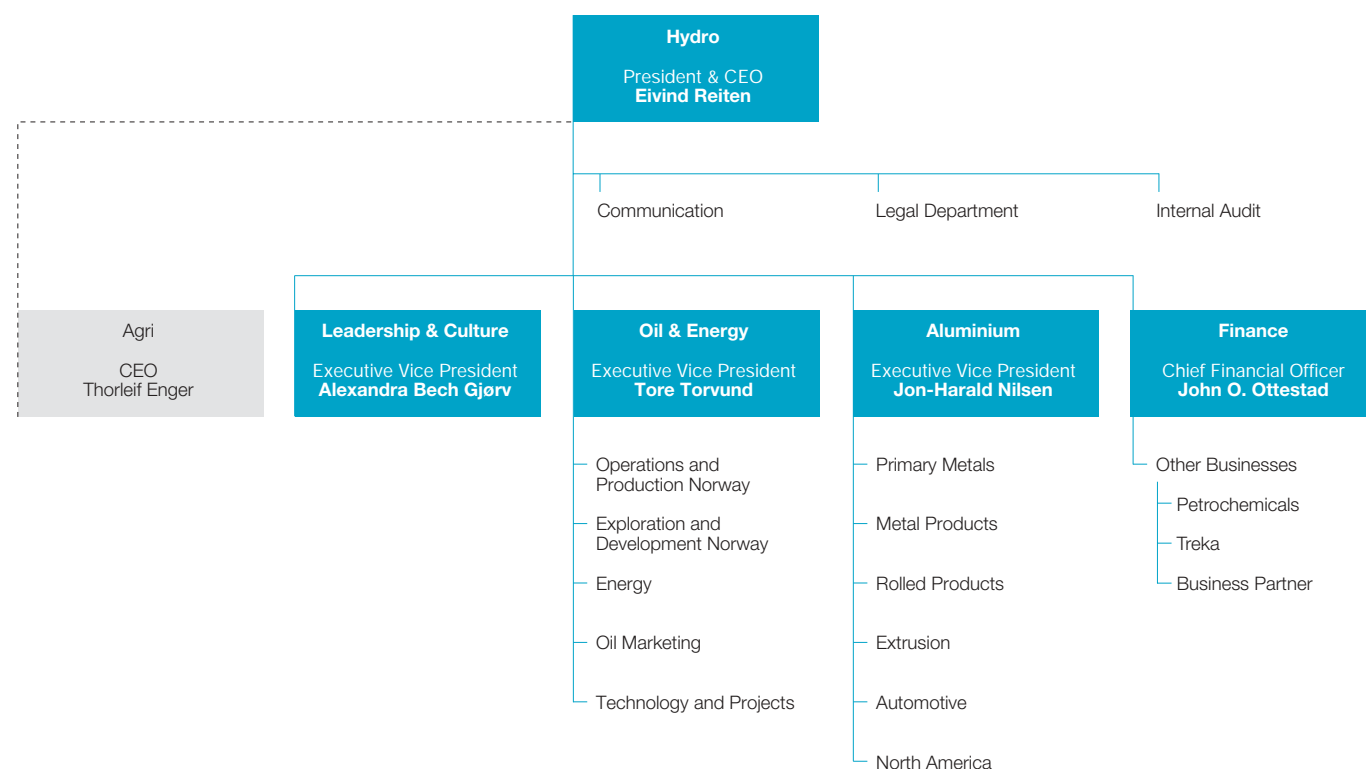 Hydro
President & CEO
Eivind Reiten
Communication
Legal Department
Internal Audit
Agri
CEO
Thorleif Enger
Leadership & Culture
Executive Vice President
Alexandra Bech Gjørv
Oil & Energy
Executive Vice President
Tore Torvund
Aluminium
Executive Vice President
Jon-Harald Nilsen
Finance
Chief Financial Officer
John O. Ottestad
Operations and
Production Norway
Exploration and
Development Norway
Energy
Oil Marketing
Technology and Projects
Primary Metals
Metal Products
Rolled Products
Extrusion
Automotive
North America
Other Businesses
Petrochemicals
Treka
Business Partner